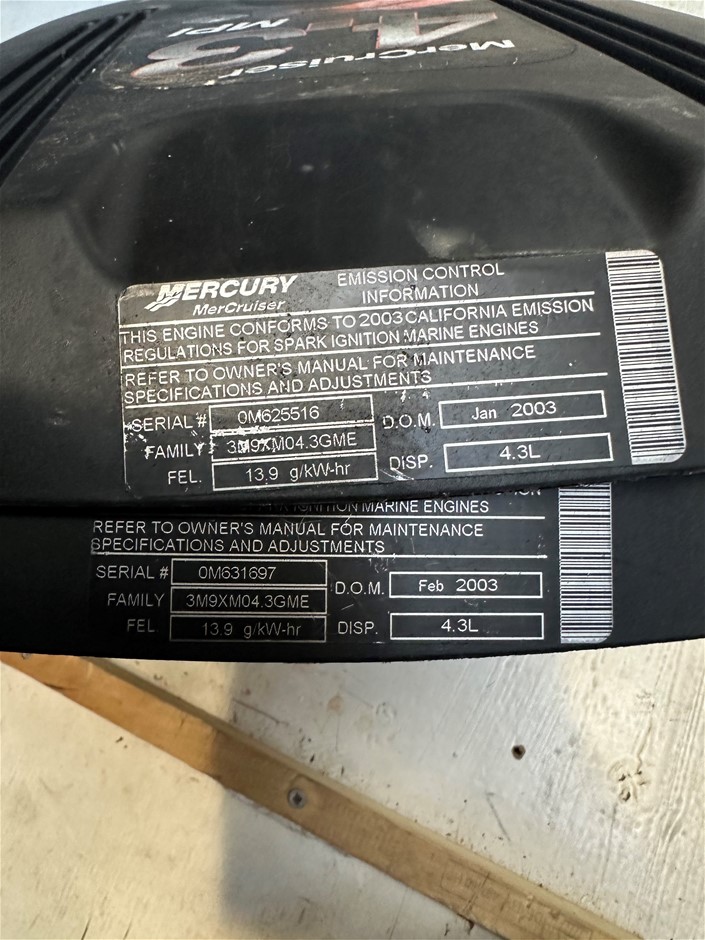 MerCruiser
4.3
MPI
MERCURY
MerCruiser
EMISSION CONTROL
INFORMATION
THIS ENGINE CONFORMS TO 2003 CALIFORNIA EMISSION
REGULATIONS FOR SPARK IGNITION MARINE ENGINES
REFER TO OWNER'S MANUAL FOR MAINTENANCE
SPECIFICATIONS AND ADJUSTMENTS
SERIAL # 0M625516 D.O.M. Jan 2003
FAMILY 3M9XM04.3GME
FEL. 13.9 g/kW-hr DISP. 4.3L
IGNITION MARINE ENGINES
REFER TO OWNER'S MANUAL FOR MAINTENANCE
SPECIFICATIONS AND ADJUSTMENTS
SERIAL # 0M631697 D.O.M. Feb 2003
FAMILY 3M9XM04.3GME
FEL. 13.9 g/kW-hr DISP. 4.3L